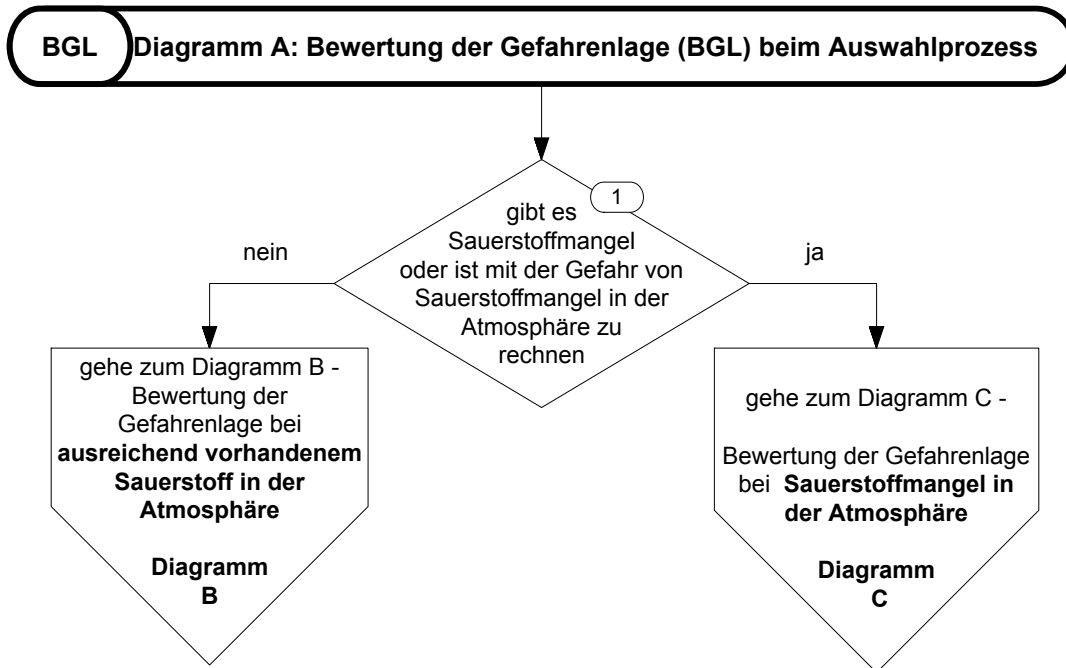 BGL Diagramm A: Bewertung der Gefahrenlage (BGL) beim Auswahlprozess
1
gibt es
Sauerstoffmangel
oder ist mit der Gefahr von
Sauerstoffmangel in der
Atmosphäre zu
rechnen
nein
ja
gehe zum Diagramm B -
Bewertung der
Gefahrenlage bei
ausreichend vorhandenem
Sauerstoff in der
Atmosphäre
Diagramm
B
gehe zum Diagramm C -
Bewertung der Gefahrenlage
bei Sauerstoffmangel in
der Atmosphäre
Diagramm
C